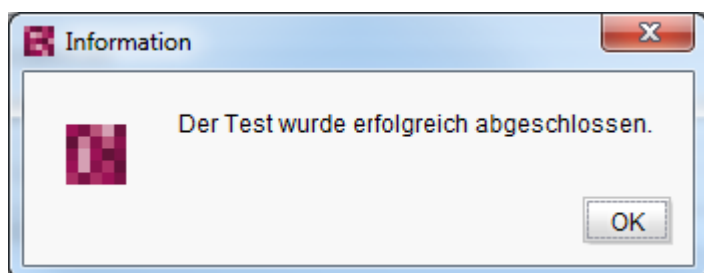 Information
Der Test wurde erfolgreich abgeschlossen.
OK